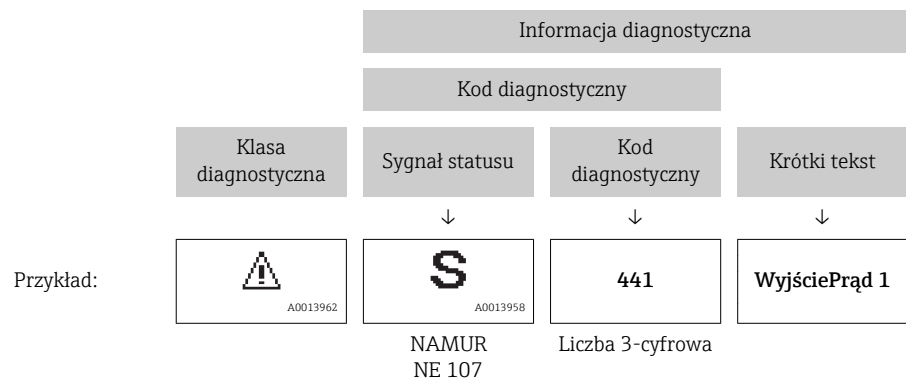 Informacja diagnostyczna
Kod diagnostyczny
Klasa
diagnostyczna
Sygnał statusu
Kod
diagnostyczny
Krótki tekst
Przykład:
A0013962
S
A0013958
441
WyjściePrąd 1
NAMUR
NE 107
Liczba 3-cyfrowa